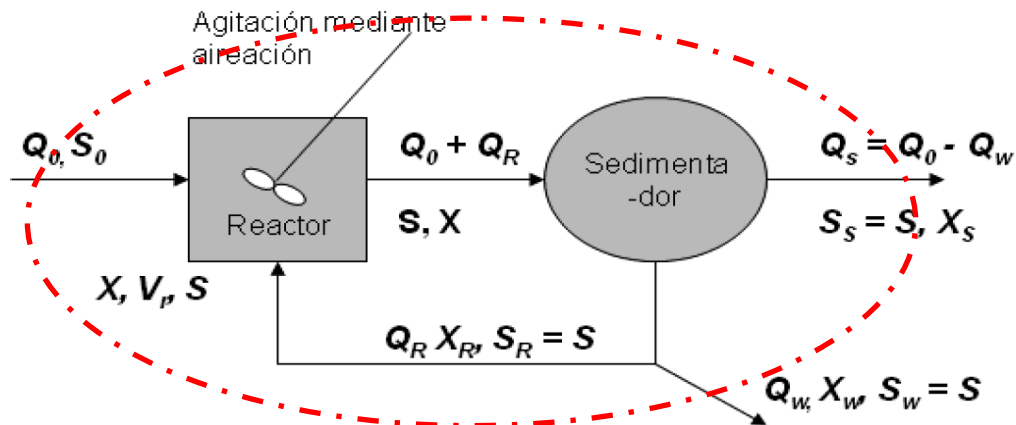 Agitación mediante
aireación
Q0, S0
Q0 + QR
Sedimenta
-dor
Qs = Q0 - Qw
Reactor
S, X
SS = S, XS
X, Vr, S
QR XR, SR = S
Qw, Xw, Sw = S